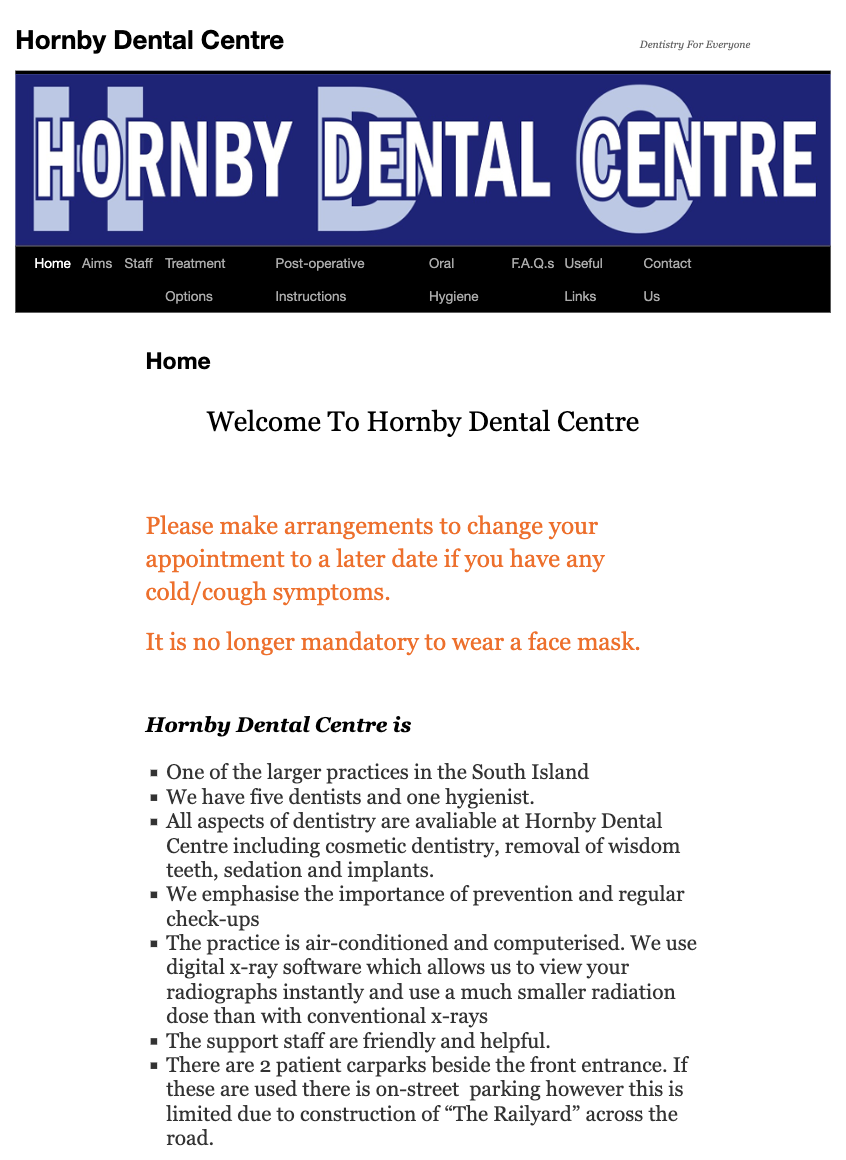 Hornby Dental Centre
Dentistry For Everyone
HORNBY DENTAL CENTRE
Home Aims Staff Treatment Options Post-operative Instructions Oral Hygiene F.A.Q.s Useful Links Contact Us
Home
Welcome To Hornby Dental Centre
Please make arrangements to change your
appointment to a later date if you have any
cold/cough symptoms.
It is no longer mandatory to wear a face mask.
Hornby Dental Centre is
▪ One of the larger practices in the South Island
▪ We have five dentists and one hygienist.
▪ All aspects of dentistry are avaliable at Hornby Dental
Centre including cosmetic dentistry, removal of wisdom
teeth, sedation and implants.
▪ We emphasise the importance of prevention and regular
check-ups
▪ The practice is air-conditioned and computerised. We use
digital x-ray software which allows us to view your
radiographs instantly and use a much smaller radiation
dose than with conventional x-rays
▪ The support staff are friendly and helpful.
▪ There are 2 patient carparks beside the front entrance. If
these are used there is on-street  parking however this is
limited due to construction of “The Railyard” across the
road.